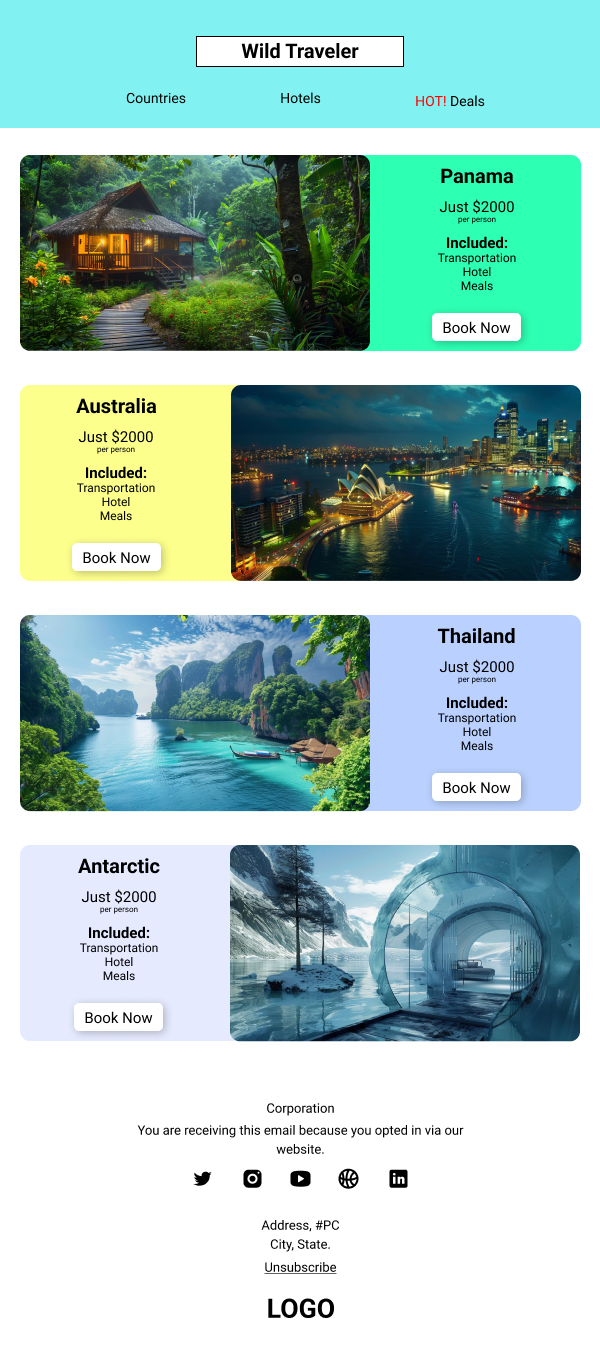 Wild Traveler
Countries
Hotels
HOT! Deals
Panama
Just $2000
per person
Included:
Transportation
Hotel
Meals
Book Now
Australia
Just $2000
per person
Included:
Transportation
Hotel
Meals
Book Now
Thailand
Just $2000
per person
Included:
Transportation
Hotel
Meals
Book Now
Antarctic
Just $2000
per person
Included:
Transportation
Hotel
Meals
Book Now
Corporation
You are receiving this email because you opted in via our
website.
in
Address, #PC
City, State.
Unsubscribe
LOGO